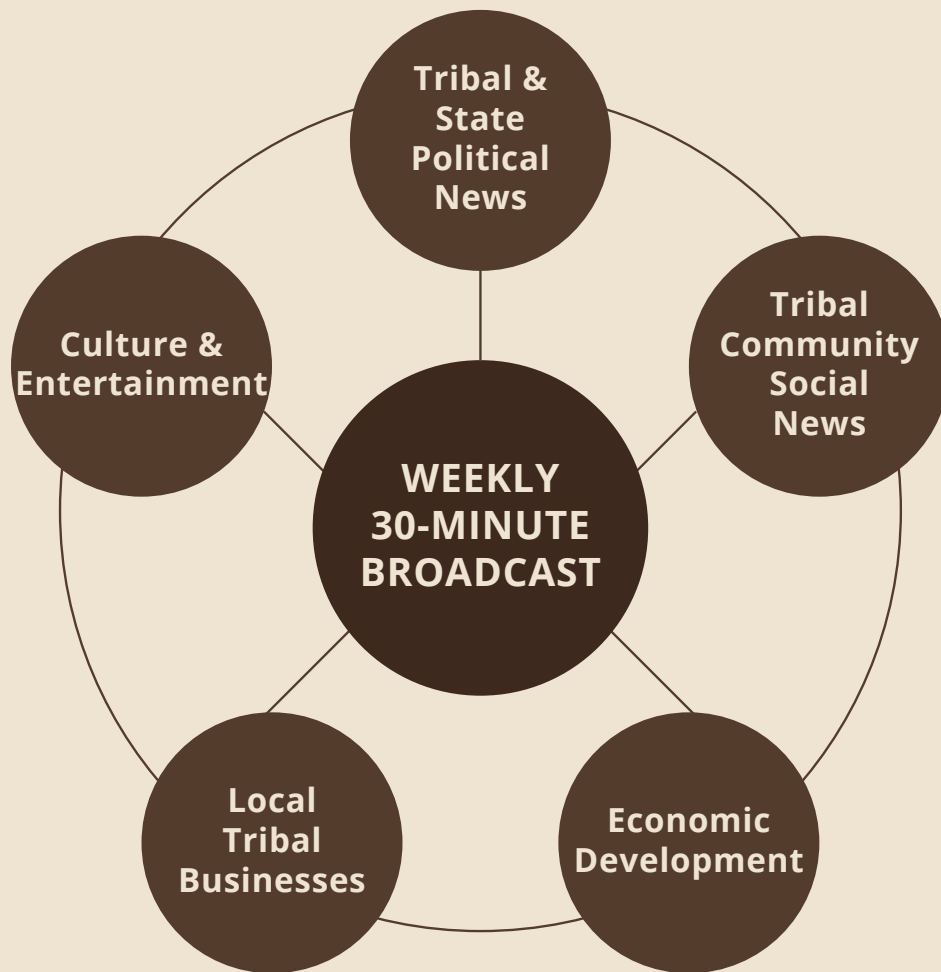 Tribal &
State
Political
News
Culture &
Entertainment
Tribal
Community
Social
News
WEEKLY
30-MINUTE
BROADCAST
Local
Tribal
Businesses
Economic
Development